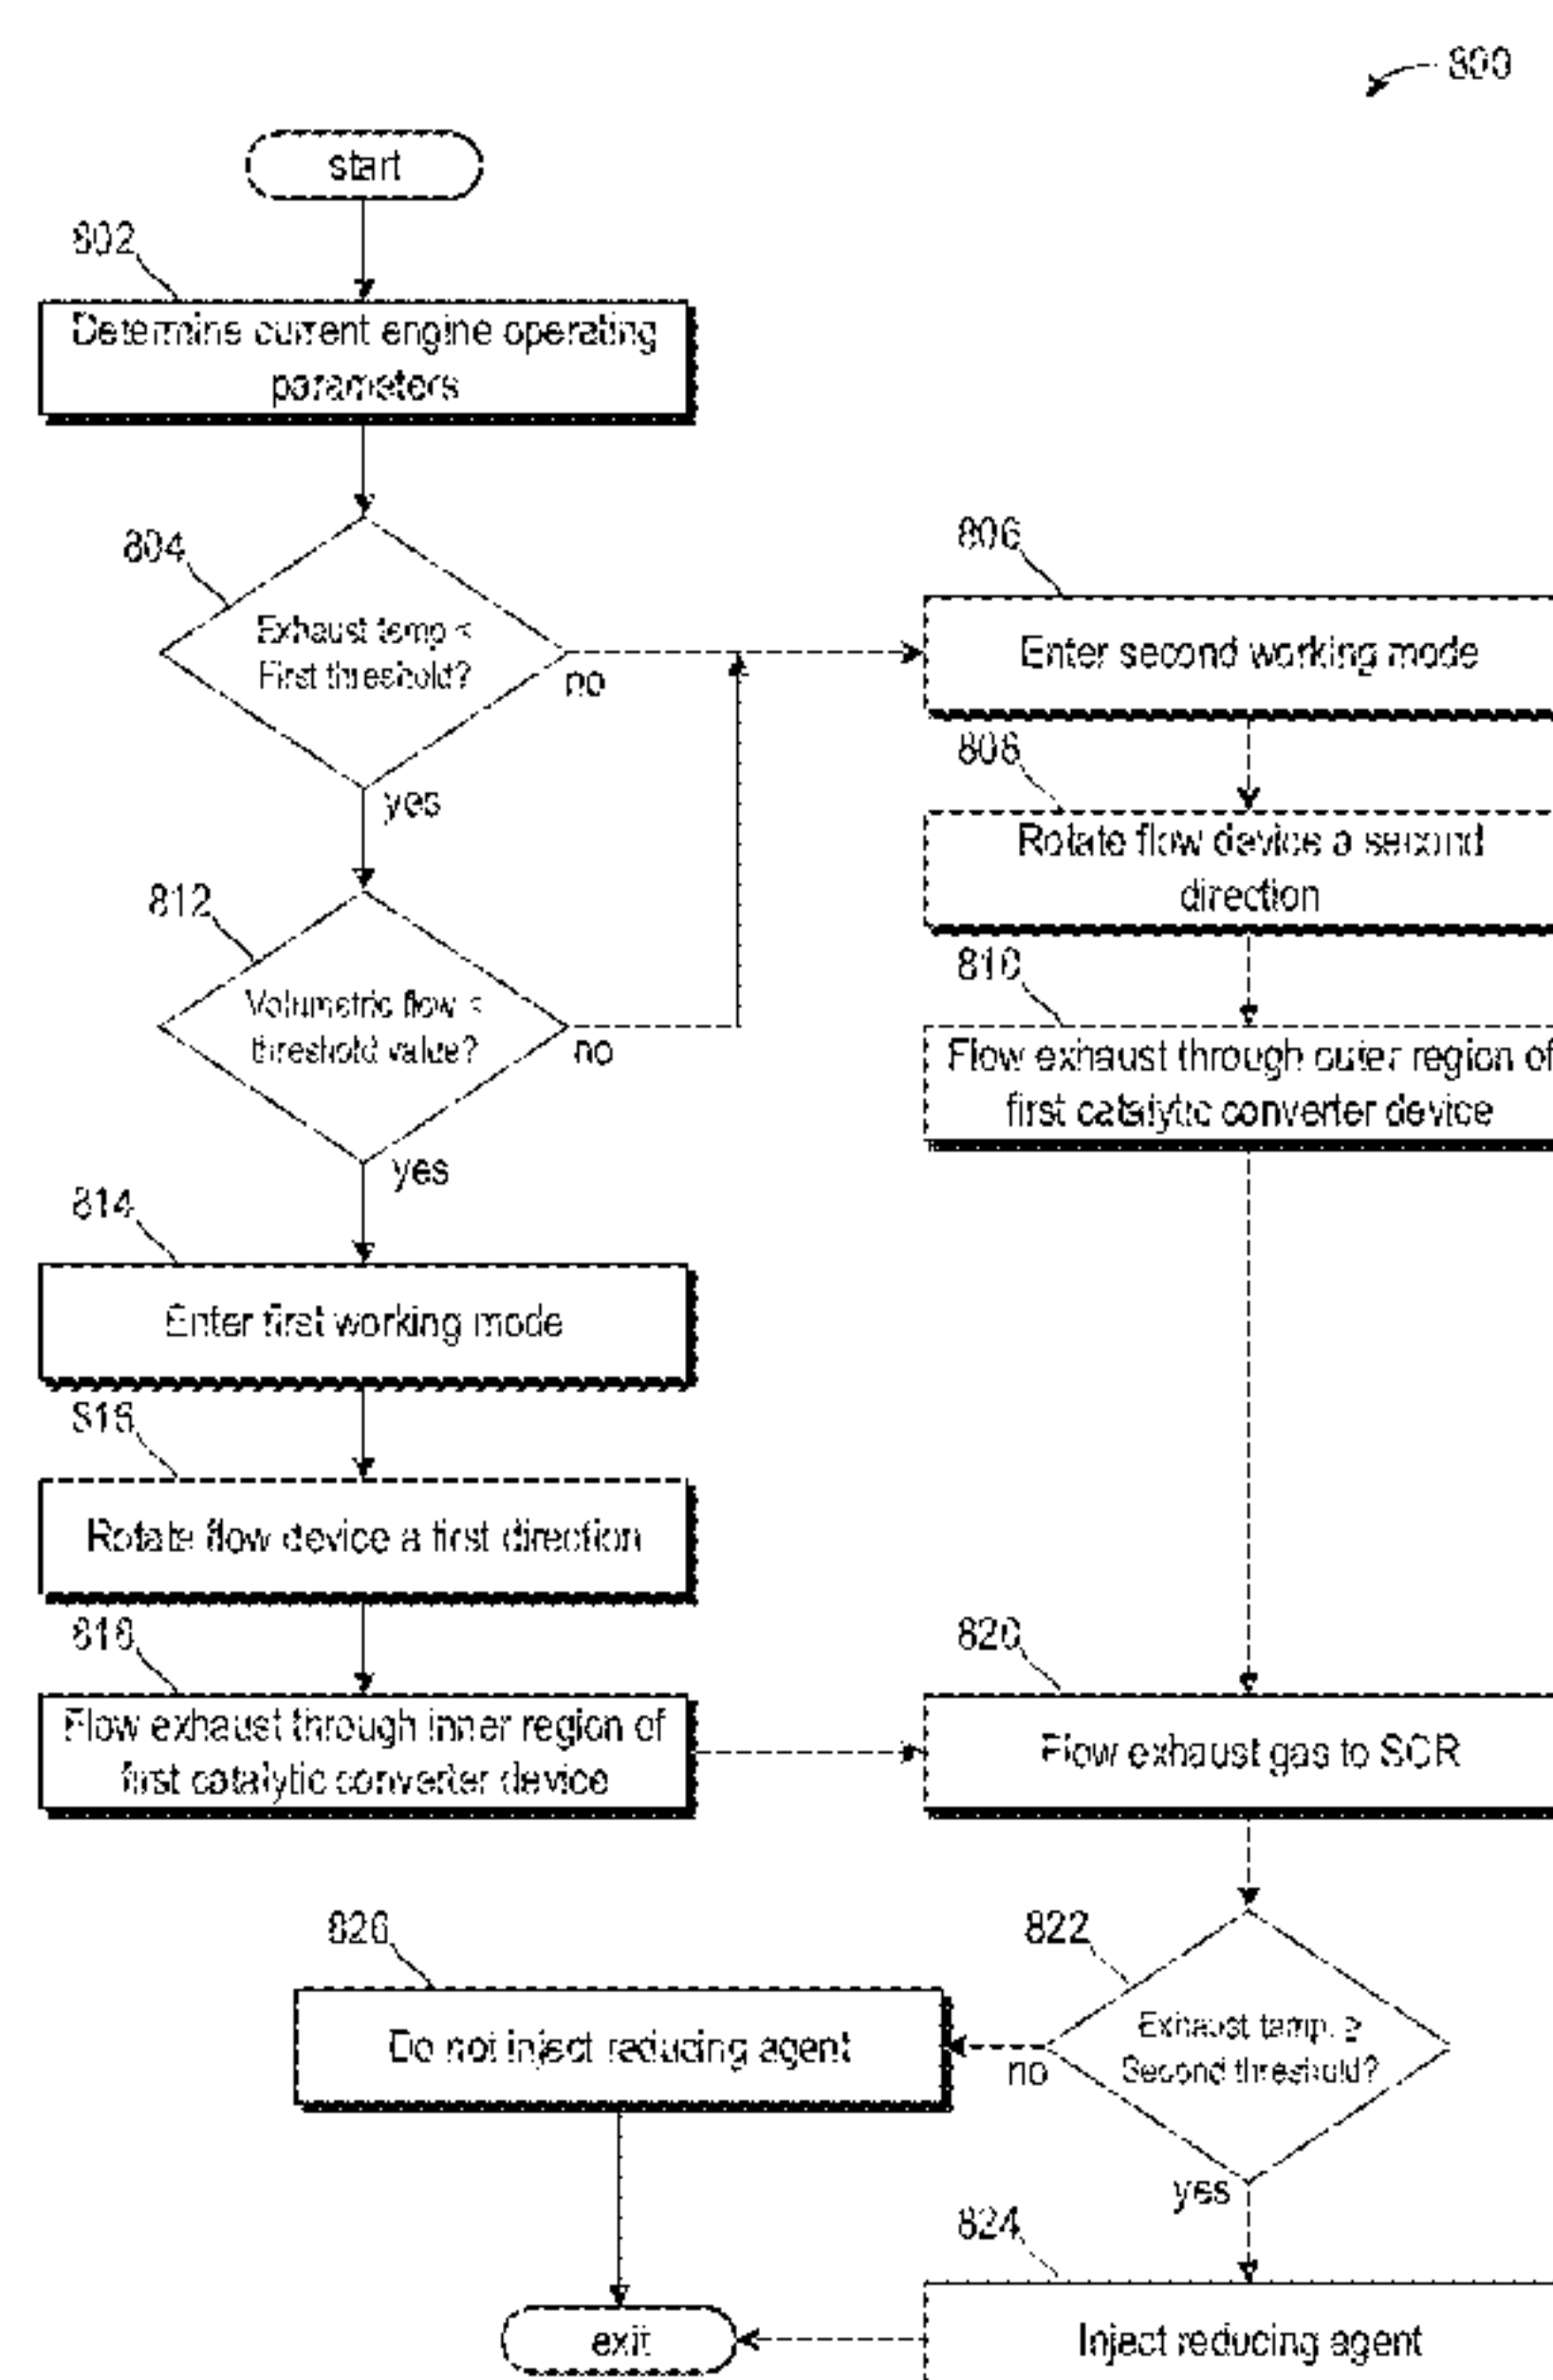 800
start
802
Determine current engine operating
parameters
804
Exhaust temp <
First threshold?
no
yes
806
Enter second working mode
808
Rotate flow device a second
direction
810
Flow exhaust through outer region of
first catalytic converter device
812
Volumetric flow <
threshold value?
no
yes
814
Enter first working mode
816
Rotate flow device a first direction
818
Flow exhaust through inner region of
first catalytic converter device
820
Flow exhaust gas to SCR
822
Exhaust temp. ≥
Second threshold?
no
yes
826
Do not inject reducing agent
824
Inject reducing agent
exit